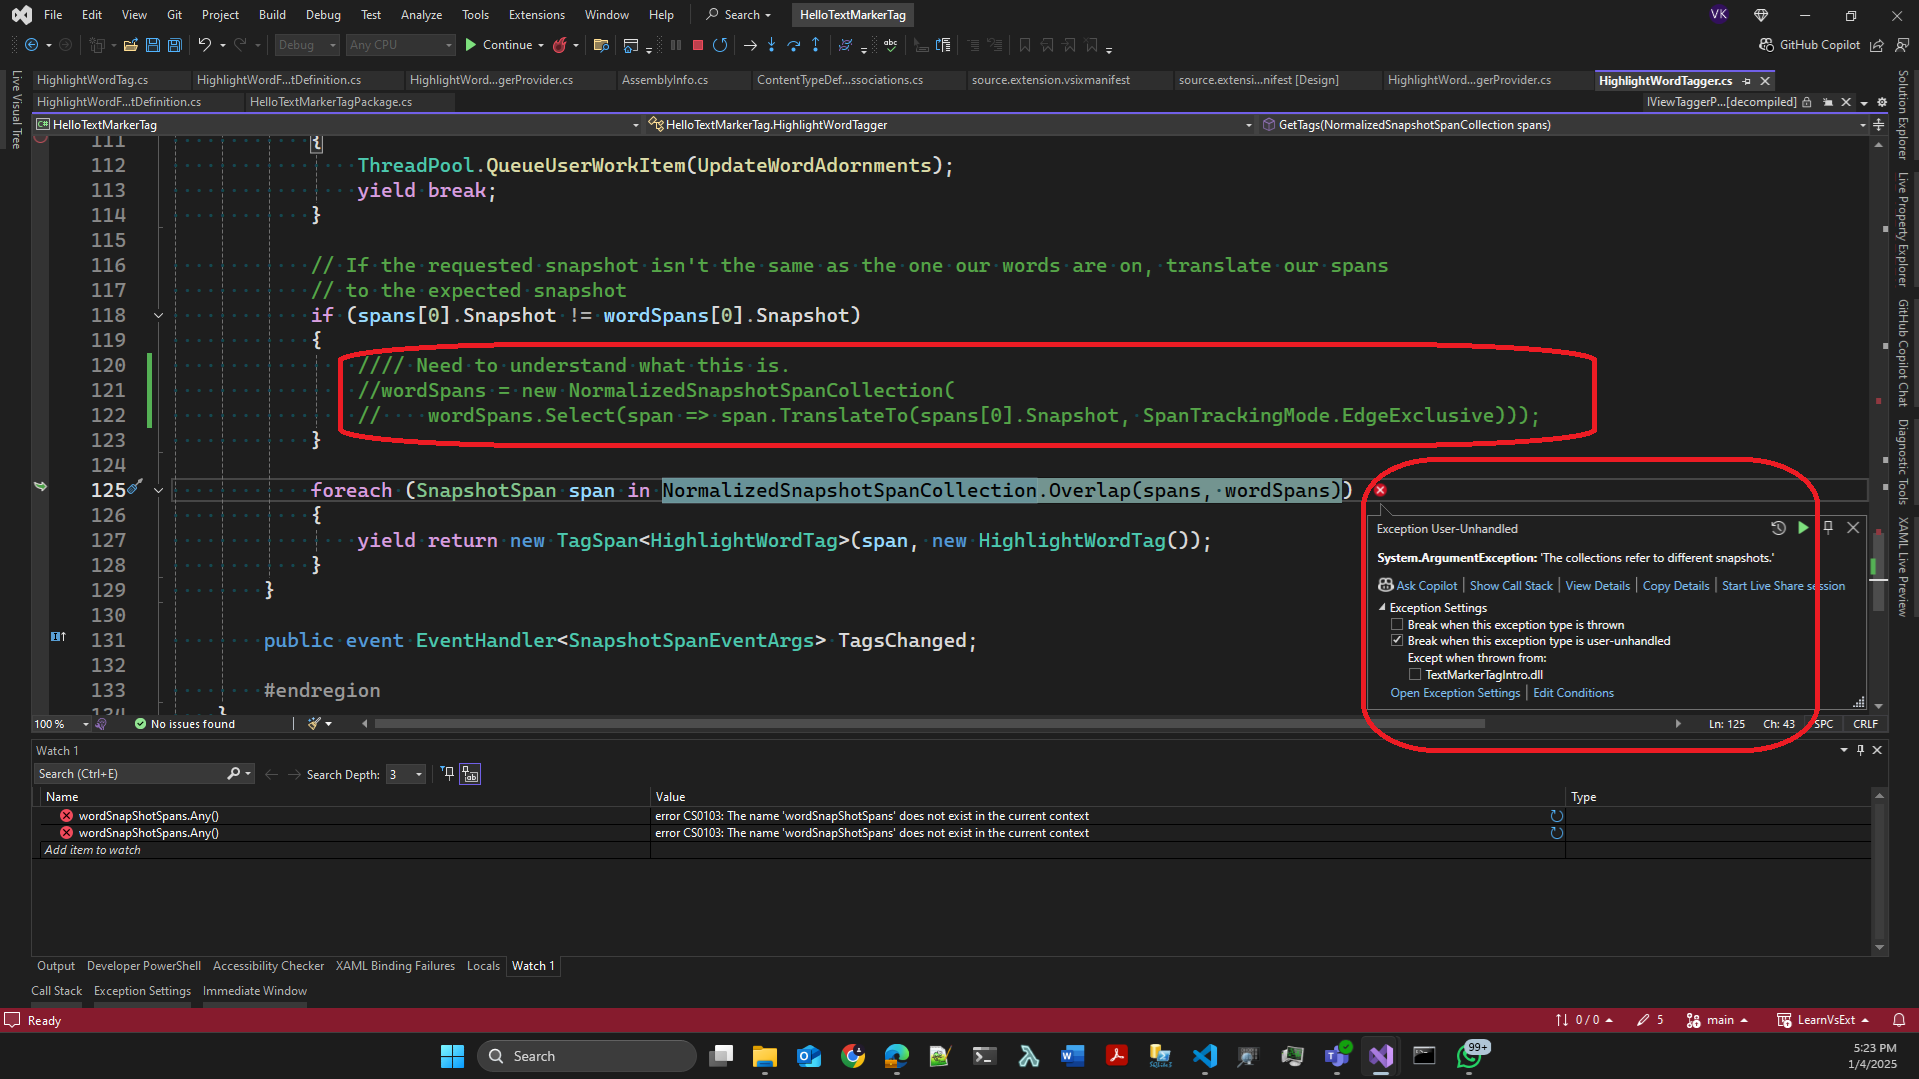 File Edit View Git Project Build Debug Test Analyze Tools Extensions Window Help Search HelloTextMarkerTag VK
Debug Any CPU Continue abc GitHub Copilot
HighlightWordTag.cs HighlightWordF...tDefinition.cs HighlightWord...gerProvider.cs AssemblyInfo.cs ContentTypeDef...ssociations.cs source.extension.vsixmanifest source.extensi...nifest [Design] HighlightWord...gerProvider.cs HighlightWordTagger.cs
HighlightWordF...tDefinition.cs HelloTextMarkerTagPackage.cs IViewTaggerP...[decompiled]
HelloTextMarkerTag HelloTextMarkerTag.HighlightWordTagger GetTags(NormalizedSnapshotSpanCollection spans)
Live Visual Tree
Solution Explorer
Live Property Explorer
GitHub Copilot Chat
Diagnostic Tools
XAML Live Preview
111 {
112 ThreadPool.QueueUserWorkItem(UpdateWordAdornments);
113 yield break;
114 }
115
116 // If the requested snapshot isn't the same as the one our words are on, translate our spans
117 // to the expected snapshot
118 if (spans[0].Snapshot != wordSpans[0].Snapshot)
119 {
120 //// Need to understand what this is.
121 //wordSpans = new NormalizedSnapshotSpanCollection(
122 // wordSpans.Select(span => span.TranslateTo(spans[0].Snapshot, SpanTrackingMode.EdgeExclusive)));
123 }
124
125 foreach (SnapshotSpan span in NormalizedSnapshotSpanCollection.Overlap(spans, wordSpans))
126 {
127 yield return new TagSpan<HighlightWordTag>(span, new HighlightWordTag());
128 }
129 }
130
131 public event EventHandler<SnapshotSpanEventArgs> TagsChanged;
132
133 #endregion
134 }
Exception User-Unhandled
System.ArgumentException: 'The collections refer to different snapshots.'
Ask Copilot | Show Call Stack | View Details | Copy Details | Start Live Share session
Exception Settings
Break when this exception type is thrown
Break when this exception type is user-unhandled
Except when thrown from:
TextMarkerTagIntro.dll
Open Exception Settings | Edit Conditions
100 % No issues found Ln: 125 Ch: 43 SPC CRLF
Watch 1
Search (Ctrl+E) Search Depth: 3
Name Value Type
wordSnapShotSpans.Any() error CS0103: The name 'wordSnapShotSpans' does not exist in the current context
wordSnapShotSpans.Any() error CS0103: The name 'wordSnapShotSpans' does not exist in the current context
Add item to watch
Output Developer PowerShell Accessibility Checker XAML Binding Failures Locals Watch 1
Call Stack Exception Settings Immediate Window
Ready 0 / 0 5 main LearnVsExt
Search 99+ 5:23 PM
1/4/2025